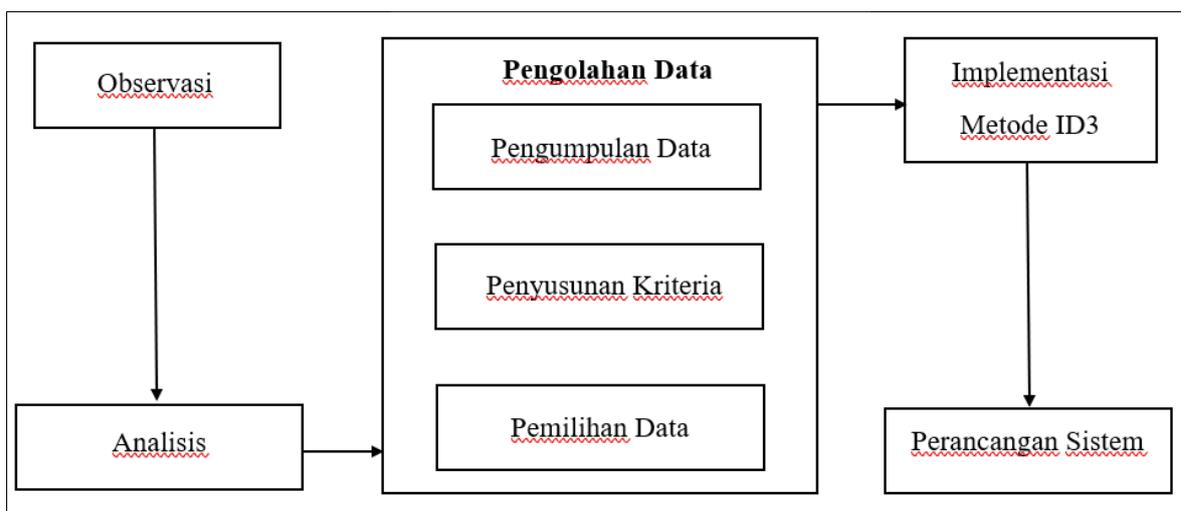 Observasi
Analisis
Pengolahan Data
Pengumpulan Data
Penyusunan Kriteria
Pemilihan Data
Implementasi
Metode ID3
Perancangan Sistem